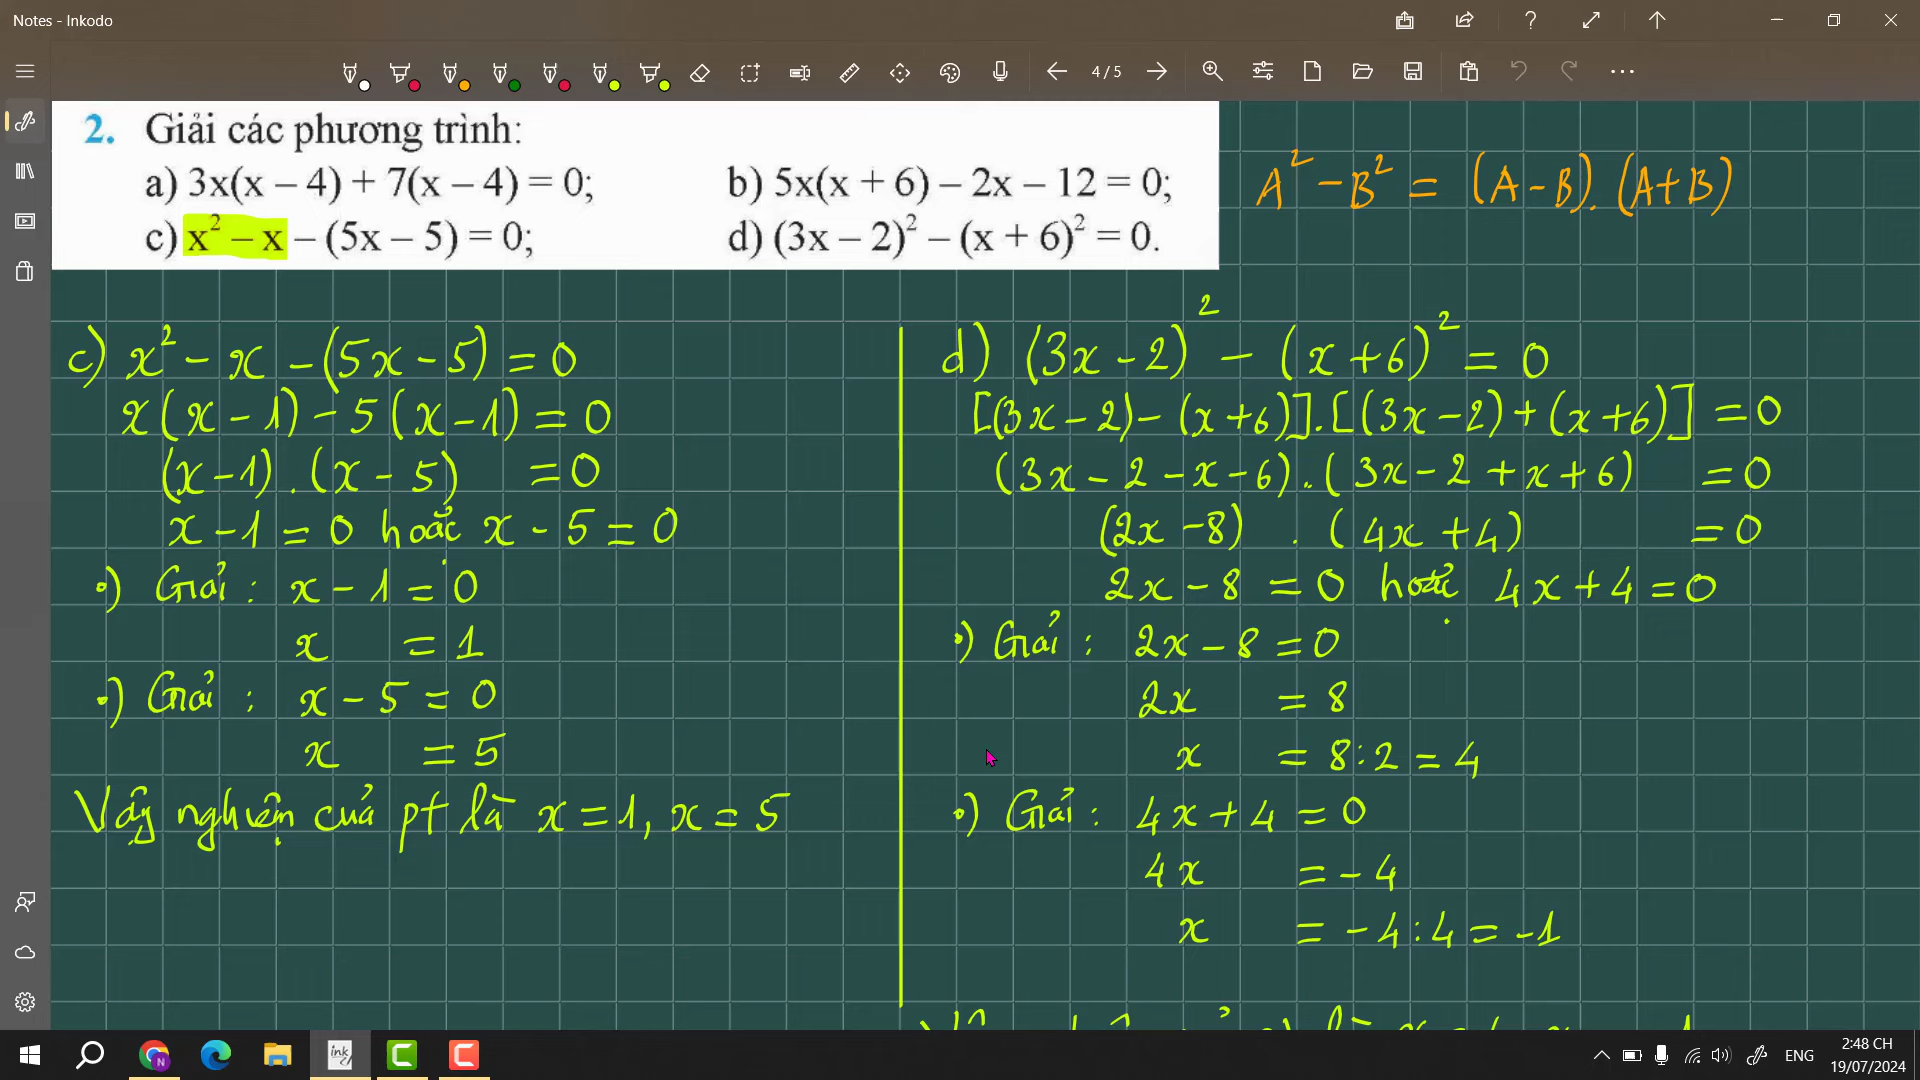 Notes - Inkodo
4 / 5
2. Giải các phương trình:
a) 3x(x – 4) + 7(x – 4) = 0;
b) 5x(x + 6) – 2x – 12 = 0;
c) x² – x – (5x – 5) = 0;
d) (3x – 2)² – (x + 6)² = 0.
A² - B² = (A - B).(A + B)
c) x² - x - (5x - 5) = 0
x(x - 1) - 5(x - 1) = 0
(x - 1).(x - 5) = 0
x - 1 = 0 hoặc x - 5 = 0
•) Giải : x - 1 = 0
x = 1
•) Giải : x - 5 = 0
x = 5
Vậy nghiệm của pt là x = 1, x = 5
d) (3x - 2)² - (x + 6)² = 0
[(3x - 2) - (x + 6)].[(3x - 2) + (x + 6)] = 0
(3x - 2 - x - 6).(3x - 2 + x + 6) = 0
(2x - 8) . (4x + 4) = 0
2x - 8 = 0 hoặc 4x + 4 = 0
•) Giải : 2x - 8 = 0
2x = 8
x = 8 : 2 = 4
•) Giải : 4x + 4 = 0
4x = - 4
x = - 4 : 4 = -1
ink
ENG
2:48 CH
19/07/2024